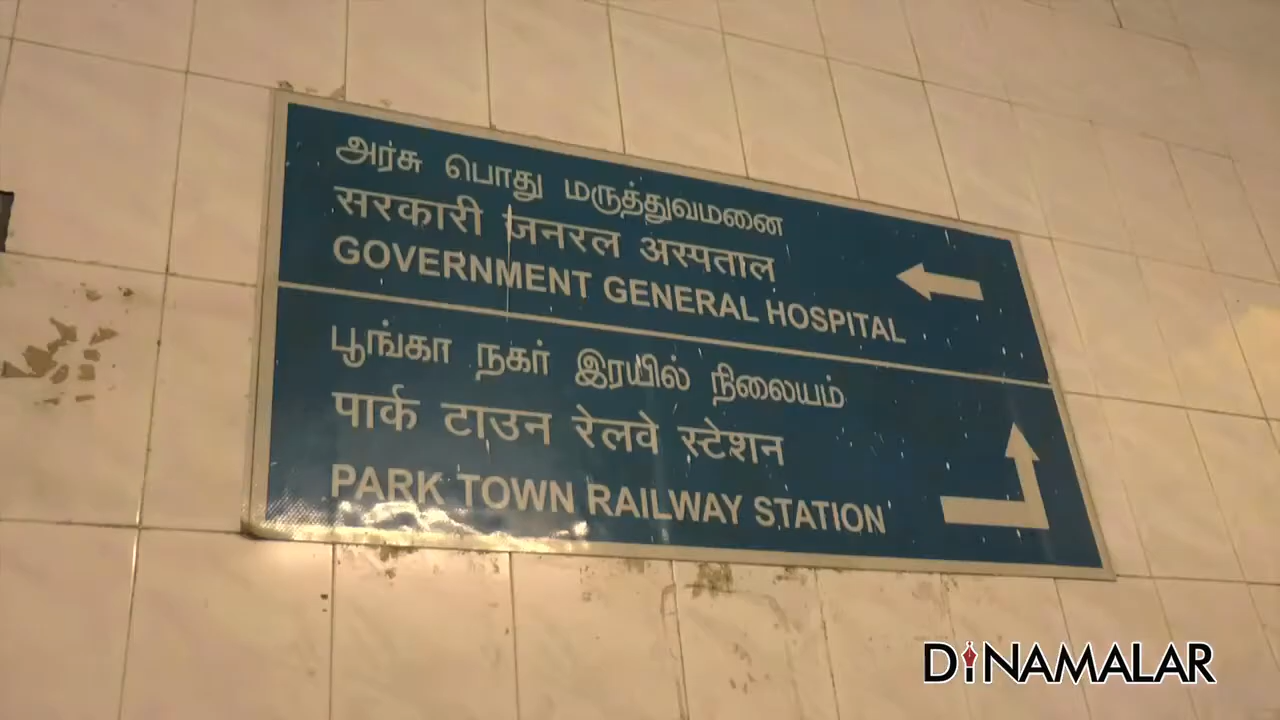 அரசு பொது மருத்துவமனை
सरकारी जनरल अस्पताल
GOVERNMENT GENERAL HOSPITAL
பூங்கா நகர் இரயில் நிலையம்
पार्क टाउन रेलवे स्टेशन
PARK TOWN RAILWAY STATION
DINAMALAR